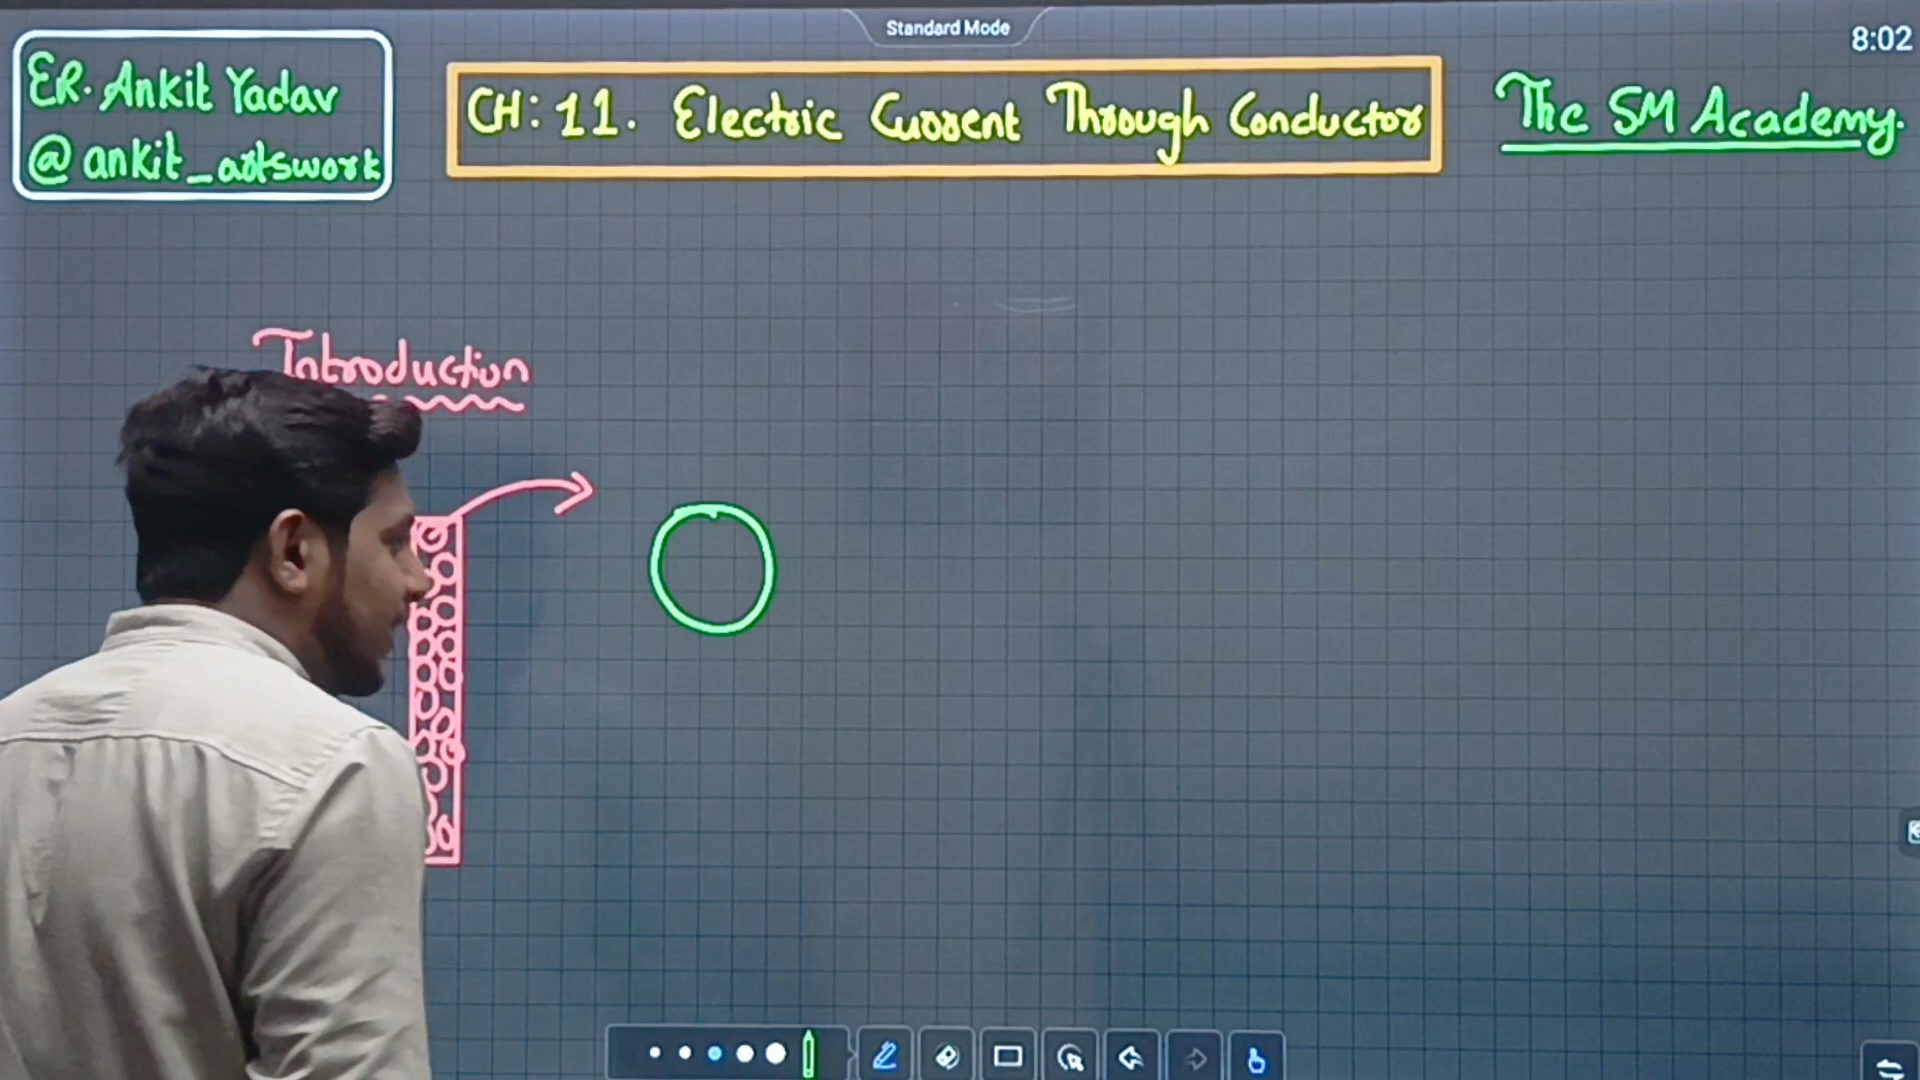 Standard Mode
8:02
ER. Ankit Yadav
@ankit_artswork
CH: 11. Electric Current Through Conductor
The SM Academy.
Introduction